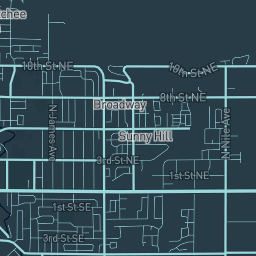 chee
10th St NE
10th St NE
8th St NE
Broadway
N James Ave
Sunny Hill
N Nile Ave
3rd St NE
1st St NE
1st St SE
3rd St SE